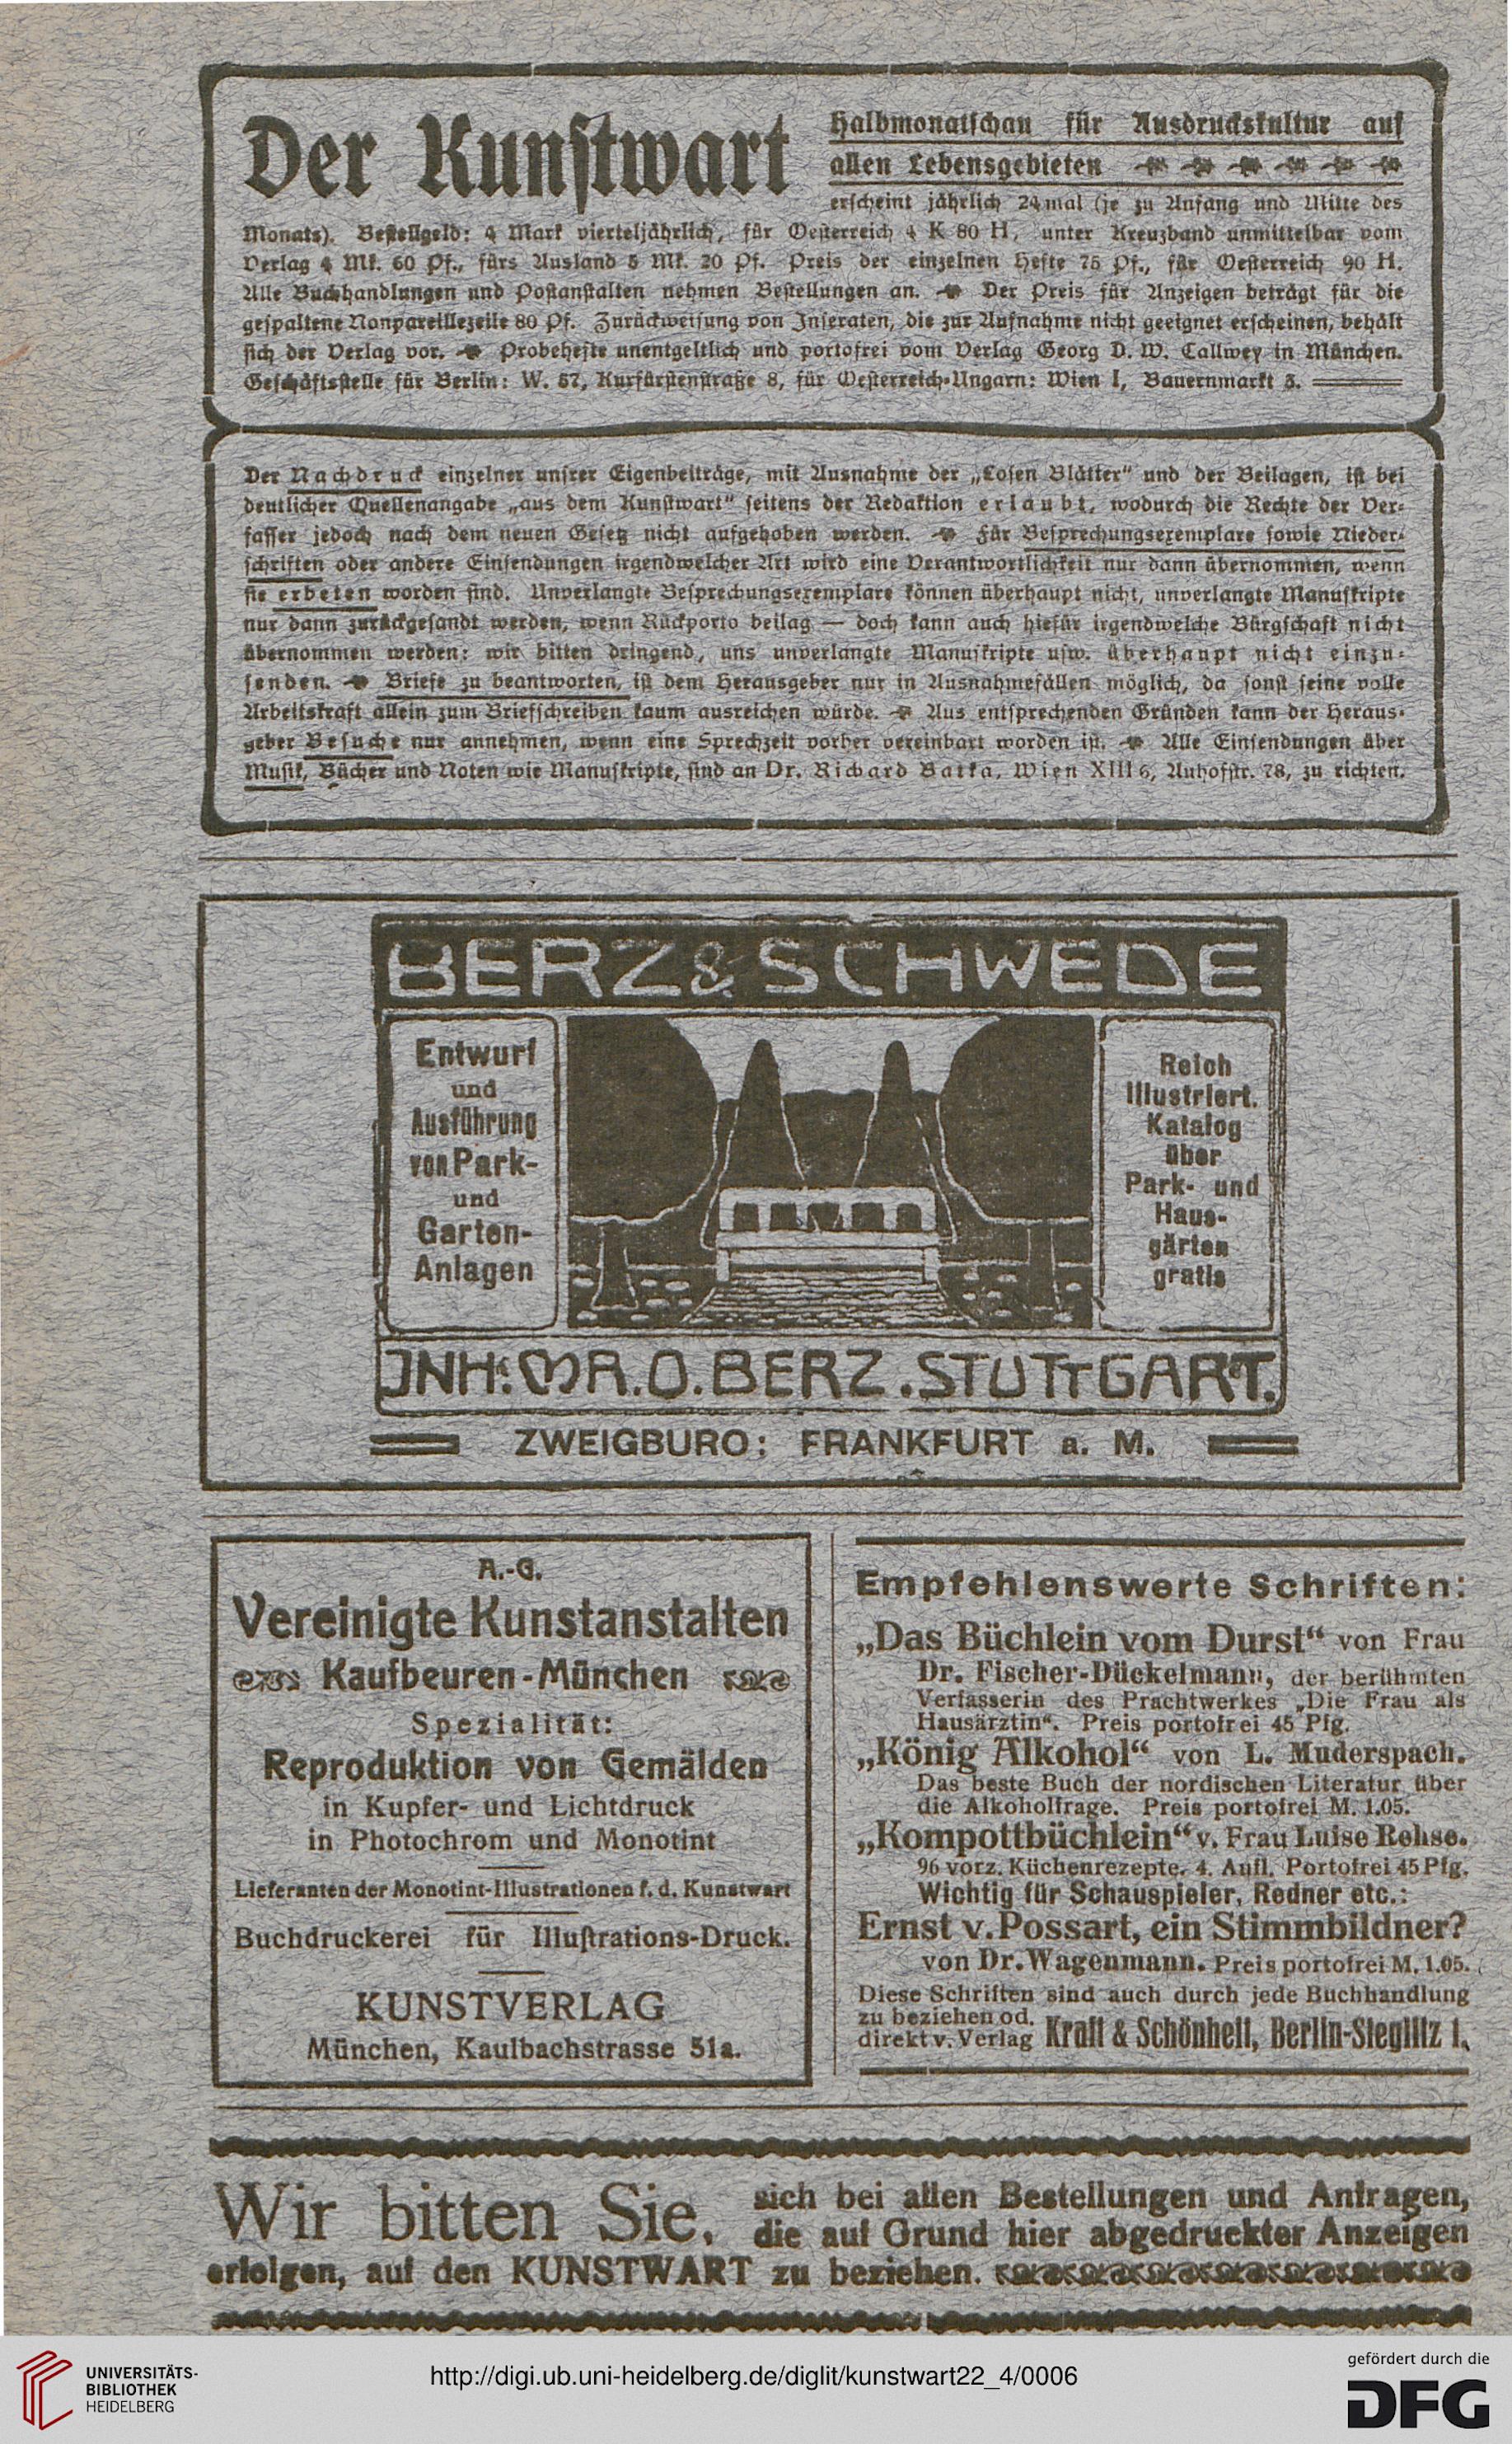 Der Kunstwart
Halbmonatschau für Ausdruckskultur auf
allen Lebensgebieten
erscheint jährlich 24 mal (je zu Anfang und Mitte des
Monats). Bestellgeld: 4 Mark vierteljährlich, für Oesterreich 4 K 80 H, unter Kreuzband unmittelbar vom
Verlag 4 Mk. 60 Pf., fürs Ausland 5 Mk. 20 Pf. Preis der einzelnen Hefte 75 Pf., für Oesterreich 90 H.
Alle Buchhandlungen und Postanstalten nehmen Bestellungen an. Der Preis für Anzeigen beträgt für die
gespaltene Nonpareillezeile 80 Pf. Zurückweisung von Inseraten, die zur Aufnahme nicht geeignet erscheinen, behält
sich der Verlag vor. Probehefte unentgeltlich und portofrei vom Verlag Georg D. W. Callwey in München.
Geschäftsstelle für Berlin: W. 57, Kurfürstenstraße 8, für Oesterreich-Ungarn: Wien I, Bauernmarkt 3.
Der Nachdruck einzelner unsrer Eigenbeiträge, mit Ausnahme der „Losen Blätter" und der Beilagen, ist bei
deutlicher Quellenangabe „aus dem Kunstwart" seitens der Redaktion erlaubt, wodurch die Rechte der Ver-
fasser jedoch nach dem neuen Gesetz nicht aufgehoben werden. Für Besprechungsexemplare sowie Nieder-
schriften oder andere Einsendungen irgendwelcher Art wird eine Verantwortlichkeit nur dann übernommen, wenn
sie erbeten worden sind. Unverlangte Besprechungsexemplare können überhaupt nicht, unverlangte Manuskripte
nur dann zurückgesandt werden, wenn Rückporto beilag — doch kann auch hiefür irgendwelche Bürgschaft nicht
übernommen werden: wir bitten dringend, uns unverlangte Manuskripte usw. überhaupt nicht einzu-
senden. Briefe zu beantworten, ist dem Herausgeber nur in Ausnahmefällen möglich, da sonst seine volle
Arbeitskraft allein zum Briefschreiben kaum ausreichen würde. Aus entsprechenden Gründen kann der Heraus-
geber Besuche nur annehmen, wenn eine Sprechzeit vorher vereinbart worden ist. Alle Einsendungen über
Musik, Bücher und Noten wie Manuskripte, sind an Dr. Richard Batka, Wien XIII 6, Auhofstr. 78, zu richten.
BERZ & SCHWEDE
Entwurf
und
Ausführung
von Park-
und
Garten-
Anlagen
Reich
Illustriert.
Katalog
über
Park- und
Haus-
gärten
gratis
INH: MR. O. BERZ. STUTTGART.
ZWEIGBURO: FRANKFURT a. M.
A.-G.
Vereinigte Kunstanstalten
Kaufbeuren-München
Spezialität:
Reproduktion von Gemälden
in Kupfer- und Lichtdruck
in Photochrom und Monotint
Lieferanten der Monotint-Illustrationen f. d. Kunstwart
Buchdruckerei für Illustrations-Druck.
KUNSTVERLAG
München, Kaulbachstrasse 51a.
Empfehlenswerte Schriften:
„Das Büchlein vom Durst“ von Frau
Dr. Fischer-Dückelmann, der berühmten
Verfasserin des Prachtwerkes „Die Frau als
Hausärztin“. Preis portofrei 45 Pfg.
„König Alkohol“ von L. Muderspach.
Das beste Buch der nordischen Literatur über
die Alkoholfrage. Preis portofrei M. 1.05.
„Kompottbüchlein“ v. Frau Luise Rehse.
96 vorz. Küchenrezepte. 4. Aufl. Portofrei 45 Pfg.
Wichtig für Schauspieler, Redner etc.:
Ernst v. Possart, ein Stimmbildner?
von Dr. Wagenmann. Preis portofrei M. 1.05.
Diese Schriften sind auch durch jede Buchhandlung
zu beziehen od.
direkt v. Verlag Kraft & Schönheit, Berlin-Steglitz 1,
Wir bitten Sie,
sich bei allen Bestellungen und Anfragen,
die auf Grund hier abgedruckter Anzeigen
erfolgen, auf den KUNSTWART zu beziehen.
UNIVERSITÄTS-
BIBLIOTHEK
HEIDELBERG
http://digi.ub.uni-heidelberg.de/diglit/kunstwart22_4/0006
gefördert durch die
DFG